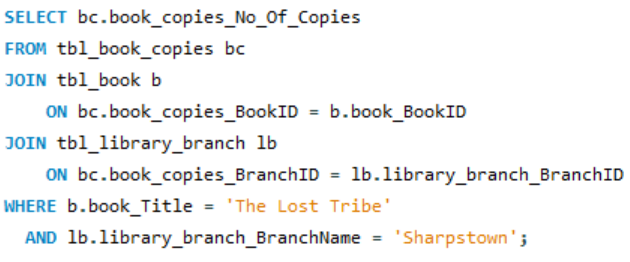 SELECT bc.book_copies_No_Of_Copies
FROM tbl_book_copies bc
JOIN tbl_book b
    ON bc.book_copies_BookID = b.book_BookID
JOIN tbl_library_branch lb
    ON bc.book_copies_BranchID = lb.library_branch_BranchID
WHERE b.book_Title = 'The Lost Tribe'
  AND lb.library_branch_BranchName = 'Sharpstown';